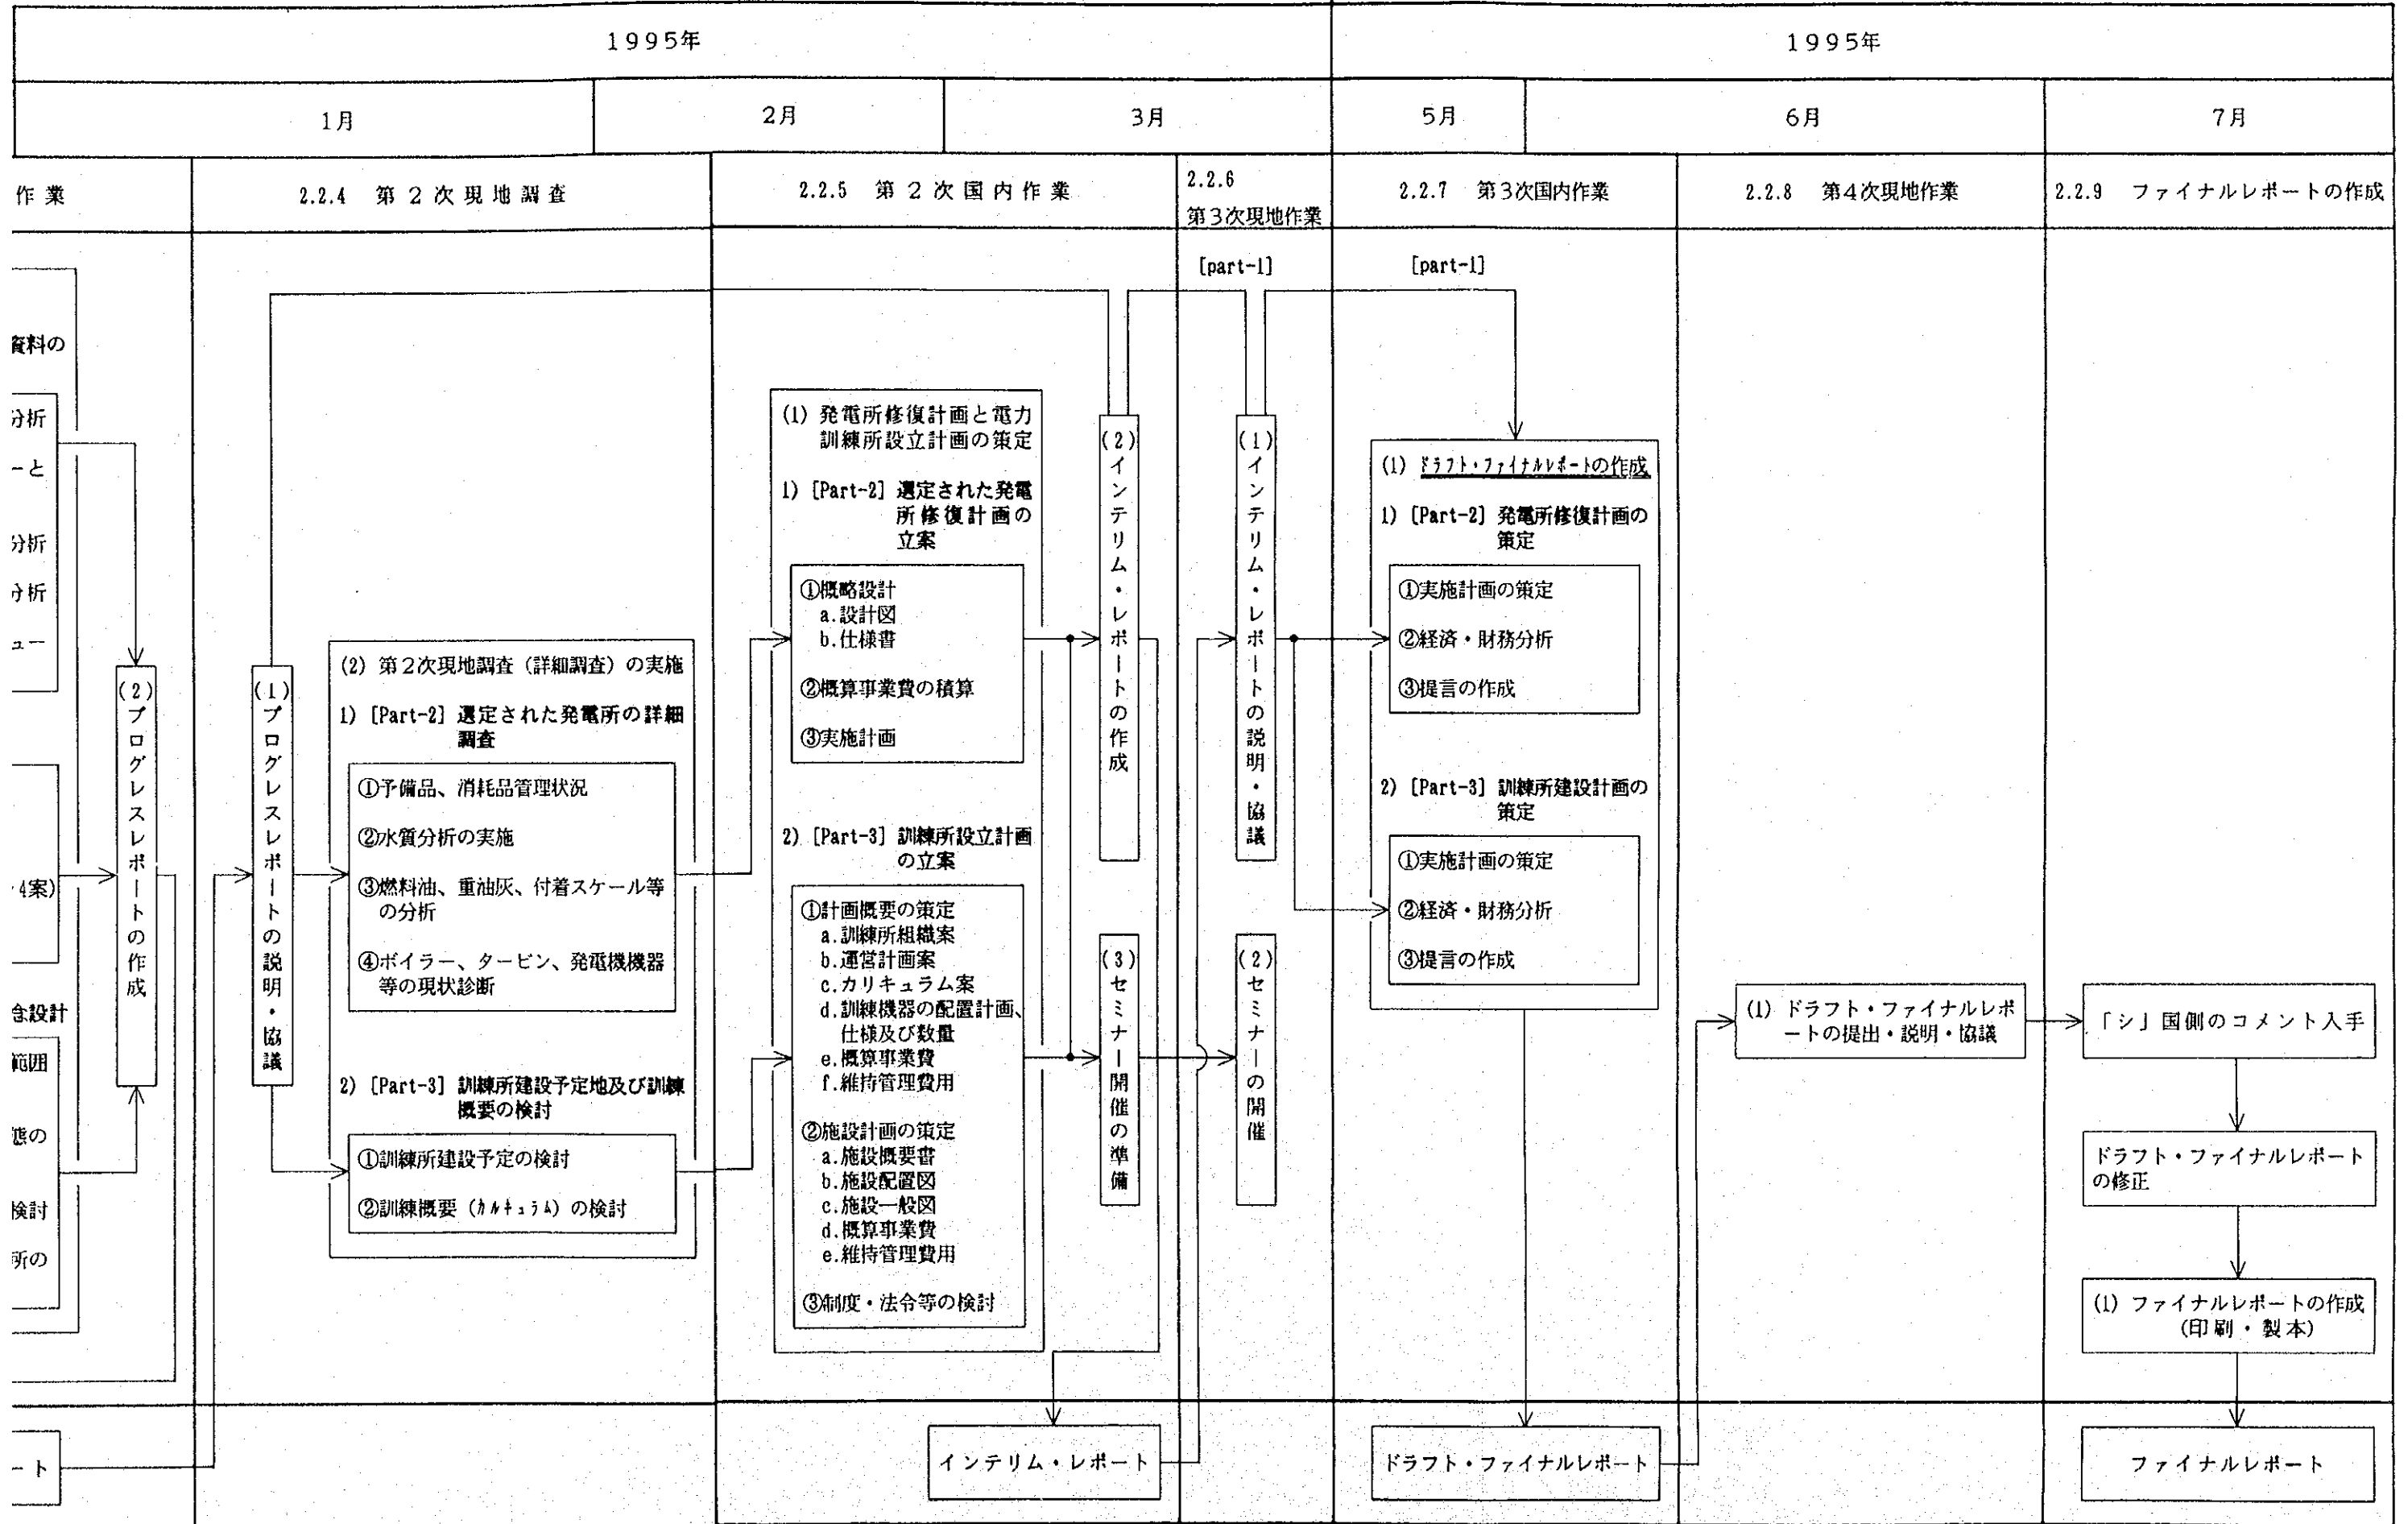 1995年
1995年
1月
2月
3月
5月
6月
7月
作業
2.2.4 第2次現地調査
2.2.5 第2次国内作業
2.2.6
第3次現地作業
2.2.7 第3次国内作業
2.2.8 第4次現地作業
2.2.9 ファイナルレポートの作成
[part-1]
[part-1]
資料の
分析
ーと
分析
分析
ュー
4案)
念設計
範囲
態の
検討
所の
ート
(2)プログレスレポートの作成
(1)プログレスレポートの説明・協議
(2) 第2次現地調査（詳細調査）の実施
1) [Part-2] 選定された発電所の詳細
調査
①予備品、消耗品管理状況
②水質分析の実施
③燃料油、重油灰、付着スケール等
の分析
④ボイラー、タービン、発電機機器
等の現状診断
2) [Part-3] 訓練所建設予定地及び訓練
概要の検討
①訓練所建設予定の検討
②訓練概要（カルキュラム）の検討
(1) 発電所修復計画と電力
訓練所設立計画の策定
1) [Part-2] 選定された発電
所修復計画の
立案
①概略設計
a.設計図
b.仕様書
②概算事業費の積算
③実施計画
2) [Part-3] 訓練所設立計画
の立案
①計画概要の策定
a.訓練所組織案
b.運営計画案
c.カリキュラム案
d.訓練機器の配置計画、
仕様及び数量
e.概算事業費
f.維持管理費用
②施設計画の策定
a.施設概要書
b.施設配置図
c.施設一般図
d.概算事業費
e.維持管理費用
③制度・法令等の検討
(2)インテリム・レポートの作成
(3)セミナー開催の準備
インテリム・レポート
(1)インテリム・レポートの説明・協議
(2)セミナーの開催
(1) ドラフト・ファイナルレポートの作成
1) [Part-2] 発電所修復計画の
策定
①実施計画の策定
②経済・財務分析
③提言の作成
2) [Part-3] 訓練所建設計画の
策定
①実施計画の策定
②経済・財務分析
③提言の作成
ドラフト・ファイナルレポート
(1) ドラフト・ファイナルレポ
ートの提出・説明・協議
「シ」国側のコメント入手
ドラフト・ファイナルレポート
の修正
(1) ファイナルレポートの作成
(印刷・製本)
ファイナルレポート